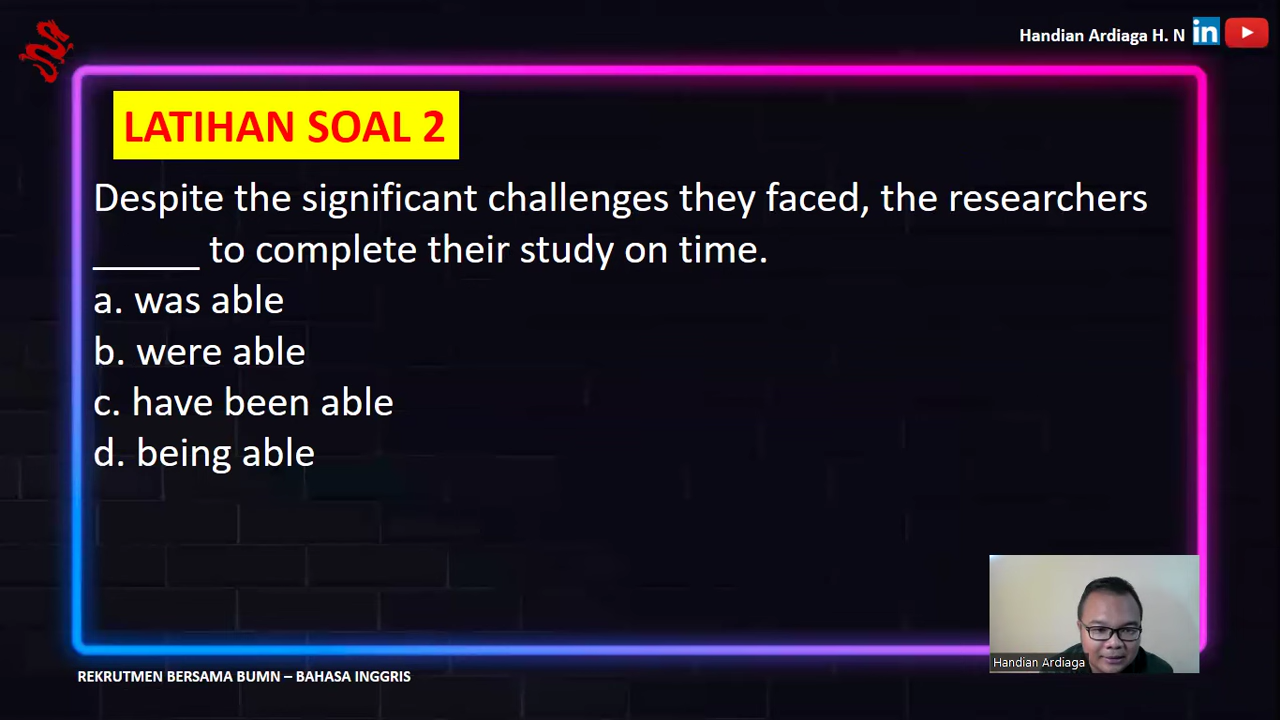 Handian Ardiaga H. N
LATIHAN SOAL 2
Despite the significant challenges they faced, the researchers
_____ to complete their study on time.
a. was able
b. were able
c. have been able
d. being able
Handian Ardiaga
REKRUTMEN BERSAMA BUMN – BAHASA INGGRIS